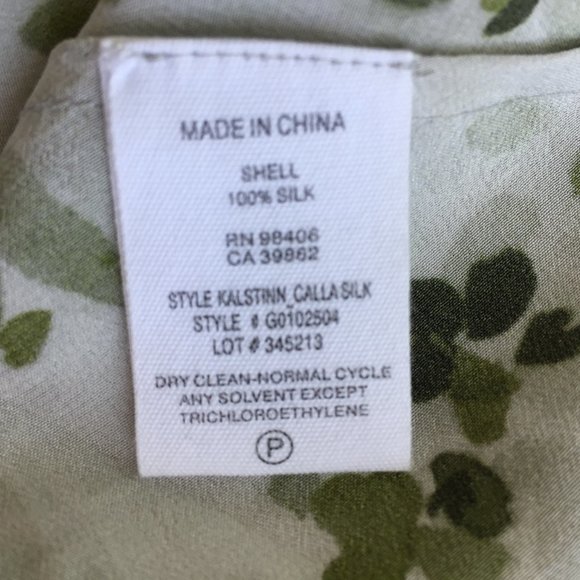 MADE IN CHINA
SHELL
100% SILK
RN 98406
CA 39862
STYLE KALSTINN_CALLA SILK
STYLE # G0102504
LOT # 345213
DRY CLEAN-NORMAL CYCLE
ANY SOLVENT EXCEPT
TRICHLOROETHYLENE
P